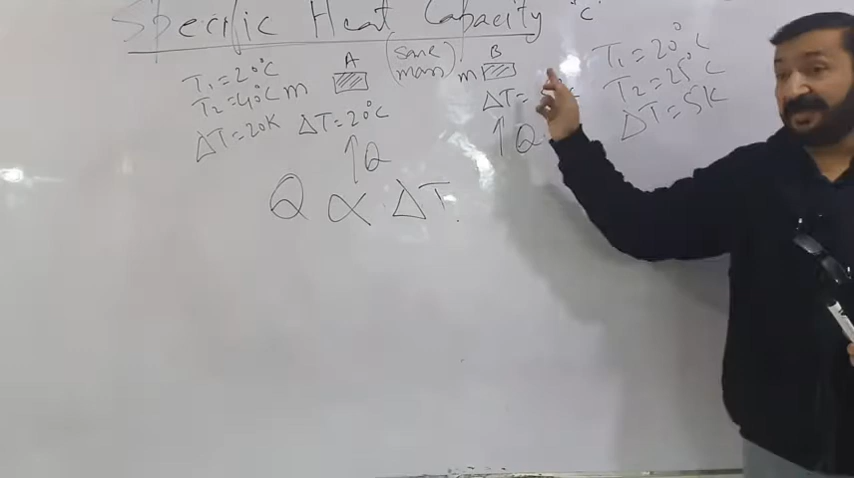 Specific Heat Capacity °C
A (same mass) B
T₁ = 20°C
T₂ = 40°C
ΔT = 20K
m
ΔT = 20°C
↑Q
m
ΔT =
↑Q
T₁ = 20°C
T₂ = 25°C
ΔT = 5K
Q ∝ ΔT.